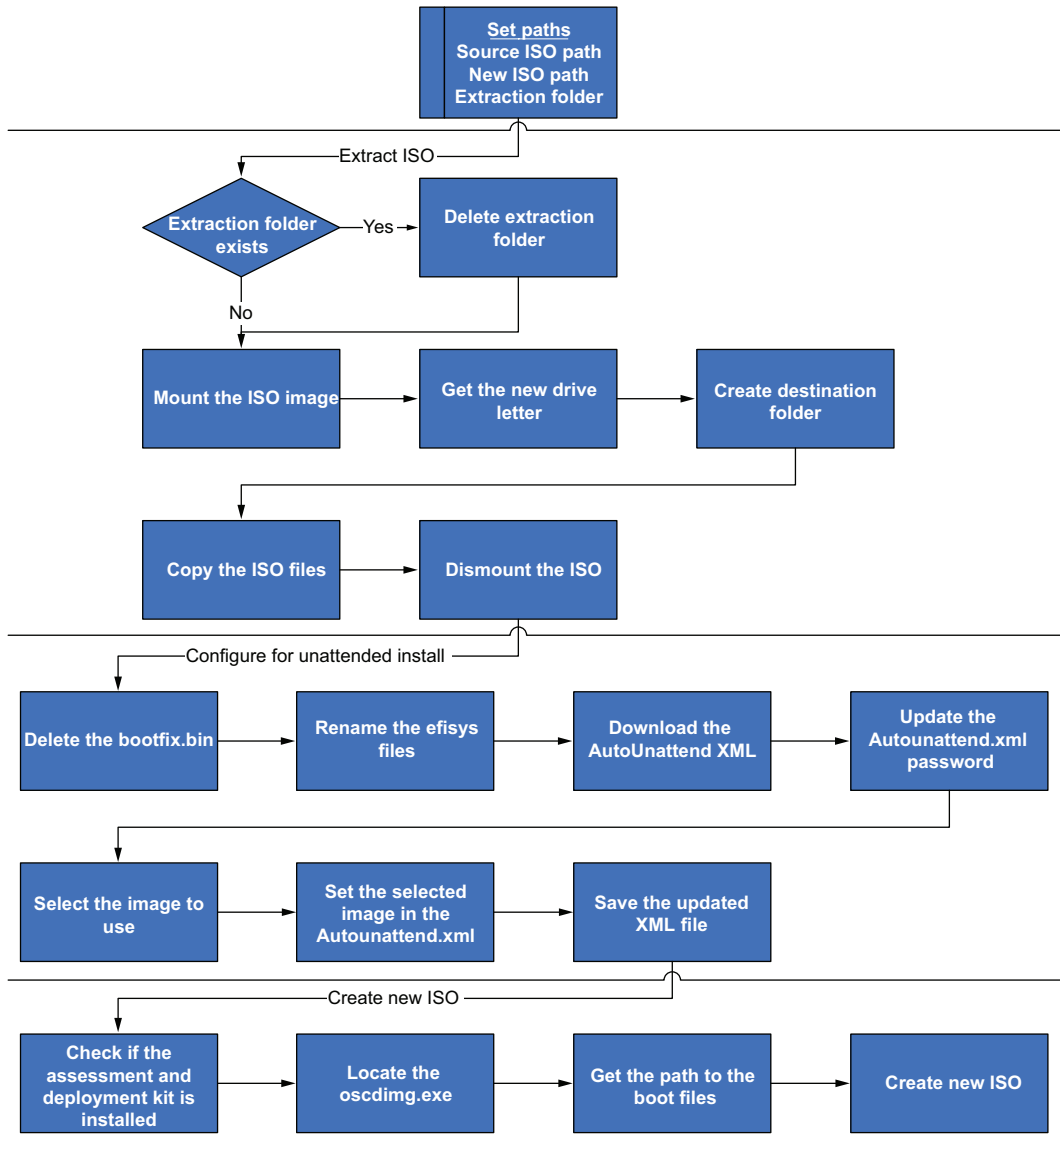 Set paths
Source ISO path
New ISO path
Extraction folder
Extract ISO
Extraction folder
exists
Yes
Delete extraction
folder
No
Mount the ISO image
Get the new drive
letter
Create destination
folder
Copy the ISO files
Dismount the ISO
Configure for unattended install
Delete the bootfix.bin
Rename the efisys
files
Download the
AutoUnattend XML
Update the
Autounattend.xml
password
Select the image to
use
Set the selected
image in the
Autounattend.xml
Save the updated
XML file
Create new ISO
Check if the
assessment and
deployment kit is
installed
Locate the
oscdimg.exe
Get the path to the
boot files
Create new ISO